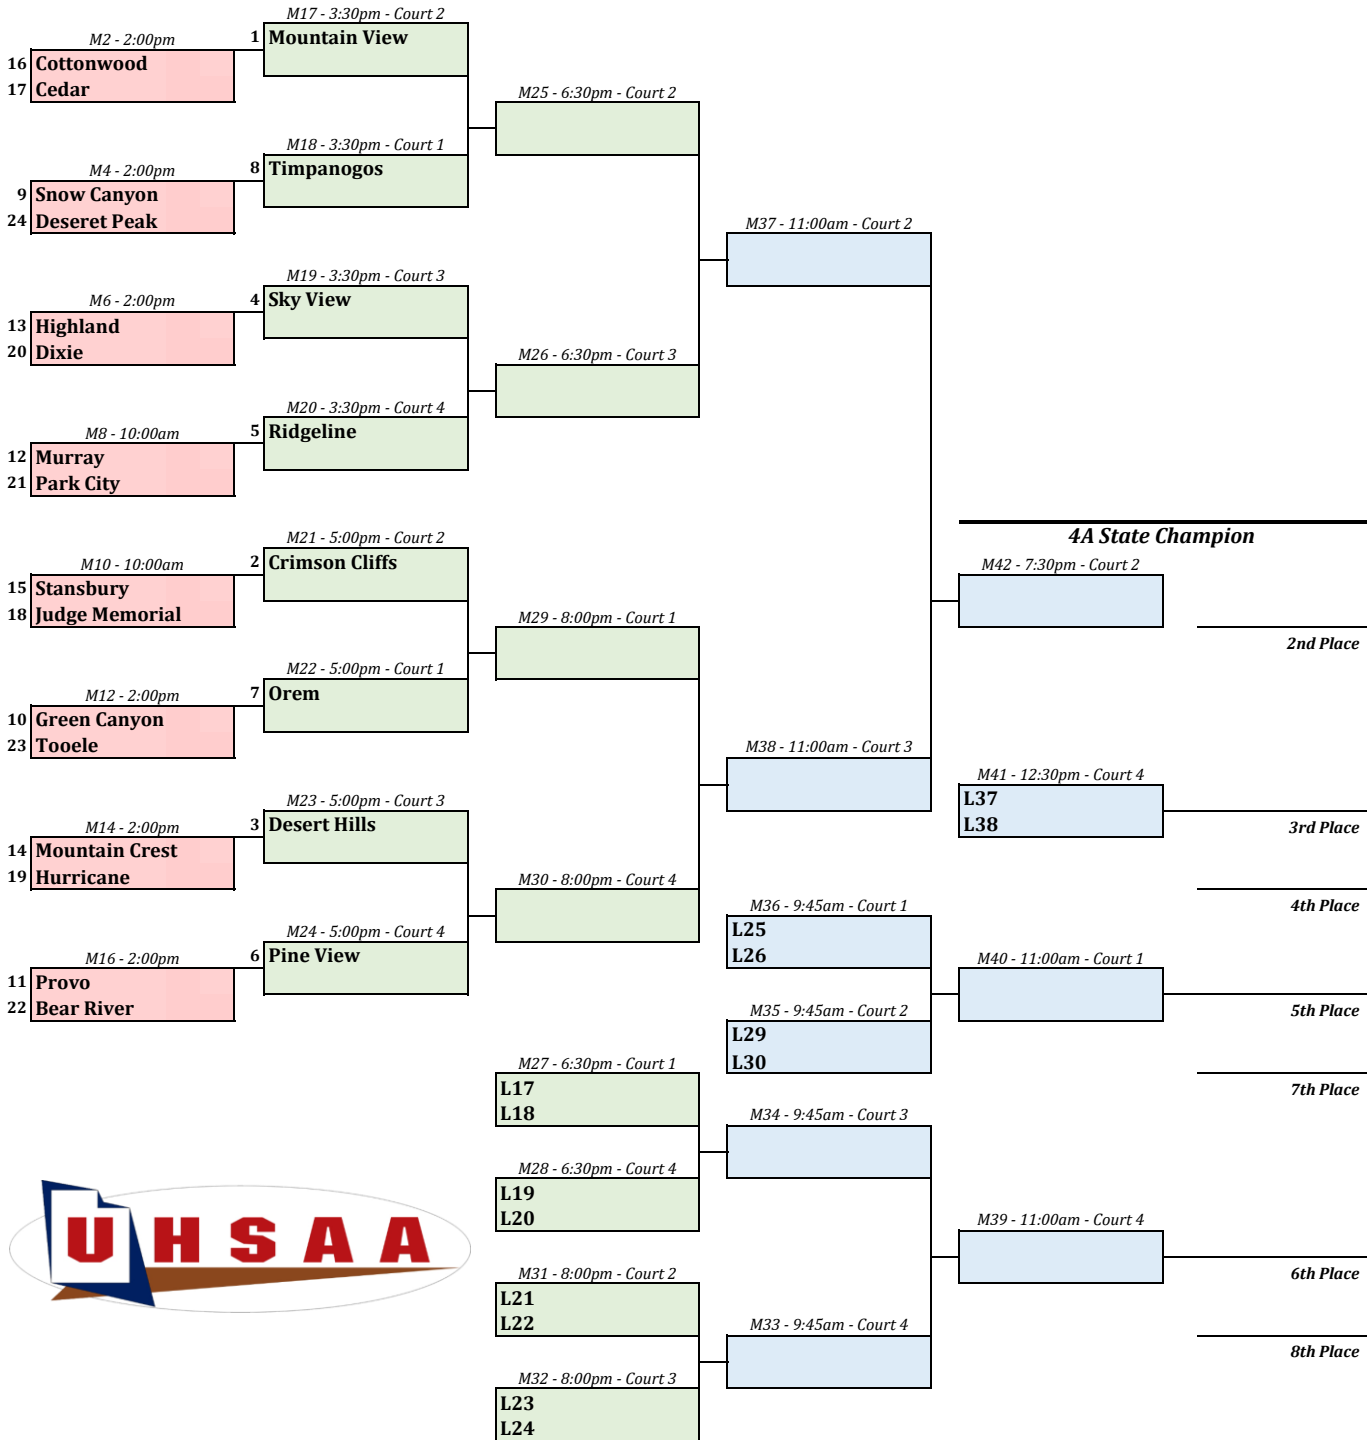 M2 - 2:00pm
16 Cottonwood
17 Cedar
M4 - 2:00pm
9 Snow Canyon
24 Deseret Peak
M6 - 2:00pm
13 Highland
20 Dixie
M8 - 10:00am
12 Murray
21 Park City
M10 - 10:00am
15 Stansbury
18 Judge Memorial
M12 - 2:00pm
10 Green Canyon
23 Tooele
M14 - 2:00pm
14 Mountain Crest
19 Hurricane
M16 - 2:00pm
11 Provo
22 Bear River
M17 - 3:30pm - Court 2
1 Mountain View
M18 - 3:30pm - Court 1
8 Timpanogos
M19 - 3:30pm - Court 3
4 Sky View
M20 - 3:30pm - Court 4
5 Ridgeline
M21 - 5:00pm - Court 2
2 Crimson Cliffs
M22 - 5:00pm - Court 1
7 Orem
M23 - 5:00pm - Court 3
3 Desert Hills
M24 - 5:00pm - Court 4
6 Pine View
M25 - 6:30pm - Court 2
M26 - 6:30pm - Court 3
M29 - 8:00pm - Court 1
M30 - 8:00pm - Court 4
M27 - 6:30pm - Court 1
L17
L18
M28 - 6:30pm - Court 4
L19
L20
M31 - 8:00pm - Court 2
L21
L22
M32 - 8:00pm - Court 3
L23
L24
M37 - 11:00am - Court 2
M38 - 11:00am - Court 3
M36 - 9:45am - Court 1
L25
L26
M35 - 9:45am - Court 2
L29
L30
M34 - 9:45am - Court 3
M33 - 9:45am - Court 4
4A State Champion
M42 - 7:30pm - Court 2
2nd Place
M41 - 12:30pm - Court 4
L37
L38
3rd Place
4th Place
M40 - 11:00am - Court 1
5th Place
7th Place
M39 - 11:00am - Court 4
6th Place
8th Place
UHSAA